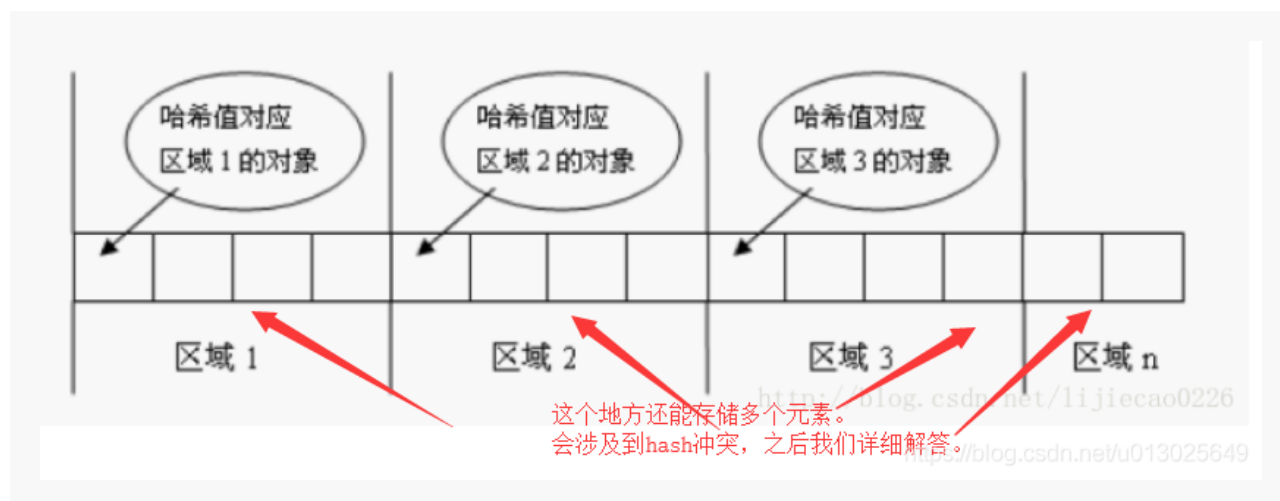 哈希值对应
区域1的对象
哈希值对应
区域2的对象
哈希值对应
区域3的对象
区域1
区域2
区域3
区域n
http://blog.csdn.net/lijiecao0226
这个地方还能存储多个元素。
会涉及到hash冲突，之后我们详细解答。
https://blog.csdn.net/u013025649